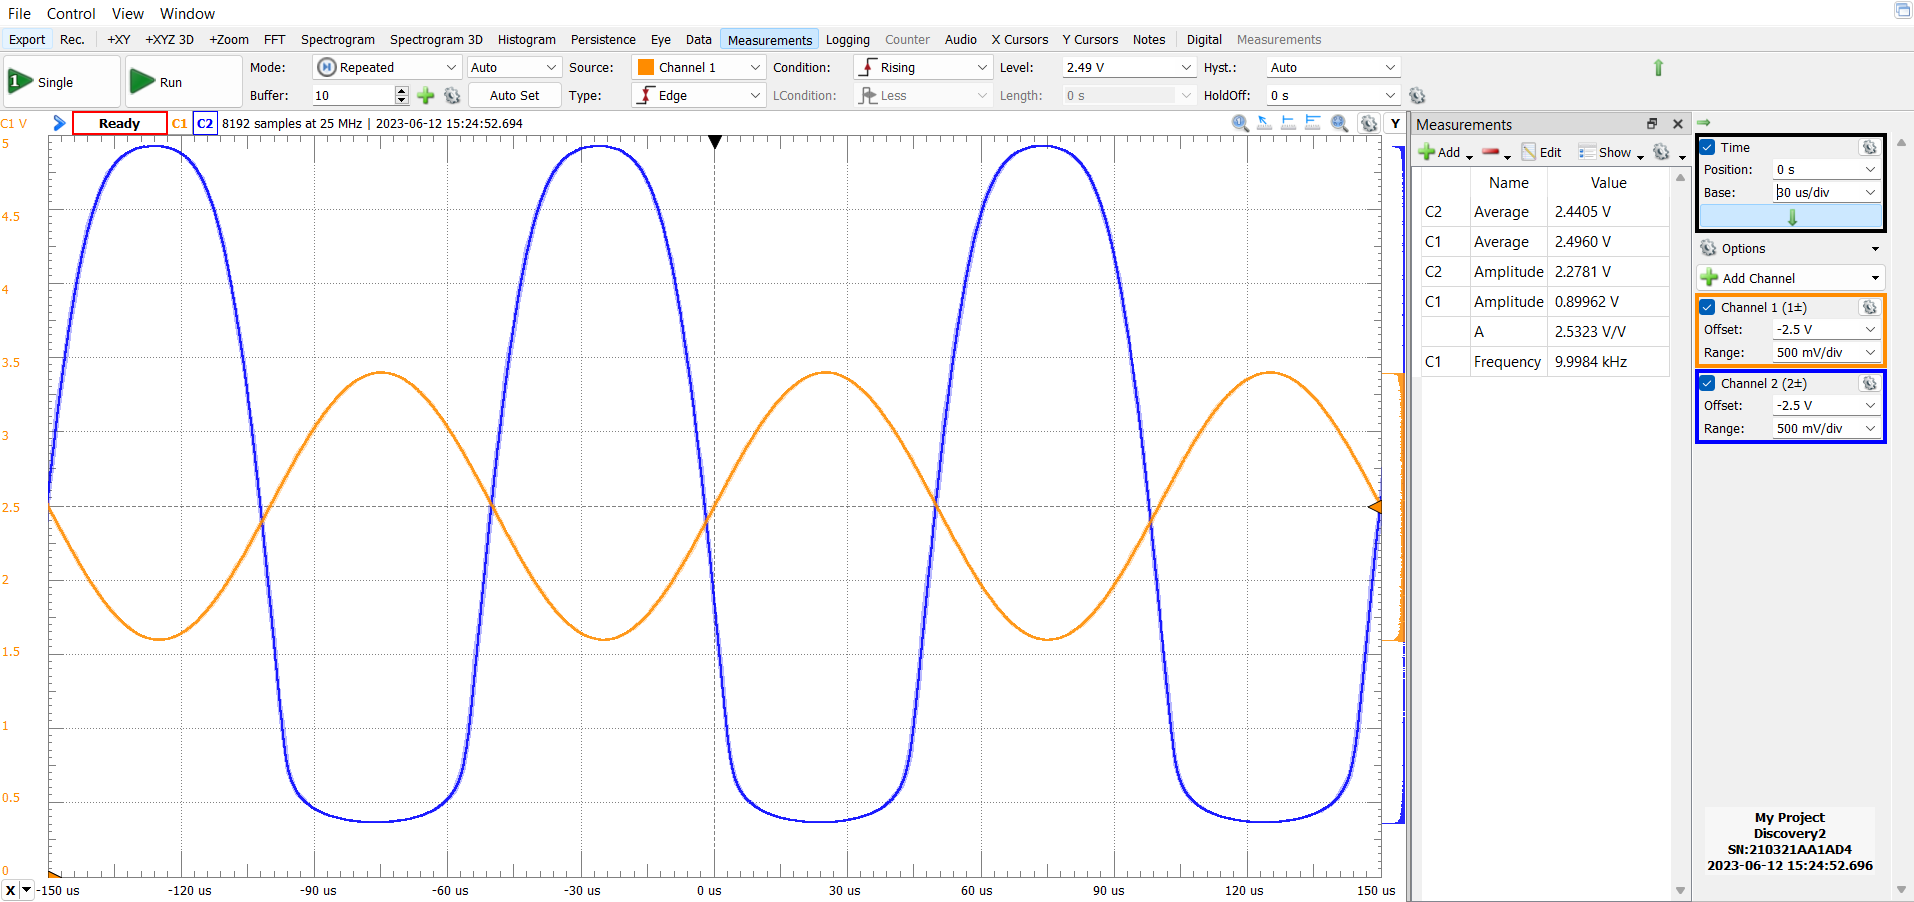 File Control View Window
Export Rec. +XY +XYZ 3D +Zoom FFT Spectrogram Spectrogram 3D Histogram Persistence Eye Data Measurements Logging Counter Audio X Cursors Y Cursors Notes Digital Measurements
1 Single Run Mode: Repeated Auto Source: Channel 1 Condition: Rising Level: 2.49 V Hyst.: Auto
Buffer: 10 Auto Set Type: Edge LCondition: Less Length: 0 s HoldOff: 0 s
C1 V Ready C1 C2 8192 samples at 25 MHz | 2023-06-12 15:24:52.694 Y
5
4.5
4
3.5
3
2.5
2
1.5
1
0.5
0
X -150 us -120 us -90 us -60 us -30 us 0 us 30 us 60 us 90 us 120 us 150 us
Measurements
Add Edit Show
Name Value
C2 Average 2.4405 V
C1 Average 2.4960 V
C2 Amplitude 2.2781 V
C1 Amplitude 0.89962 V
A 2.5323 V/V
C1 Frequency 9.9984 kHz
Time
Position: 0 s
Base: 30 us/div
Options
Add Channel
Channel 1 (1±)
Offset: -2.5 V
Range: 500 mV/div
Channel 2 (2±)
Offset: -2.5 V
Range: 500 mV/div
My Project
Discovery2
SN:210321AA1AD4
2023-06-12 15:24:52.696